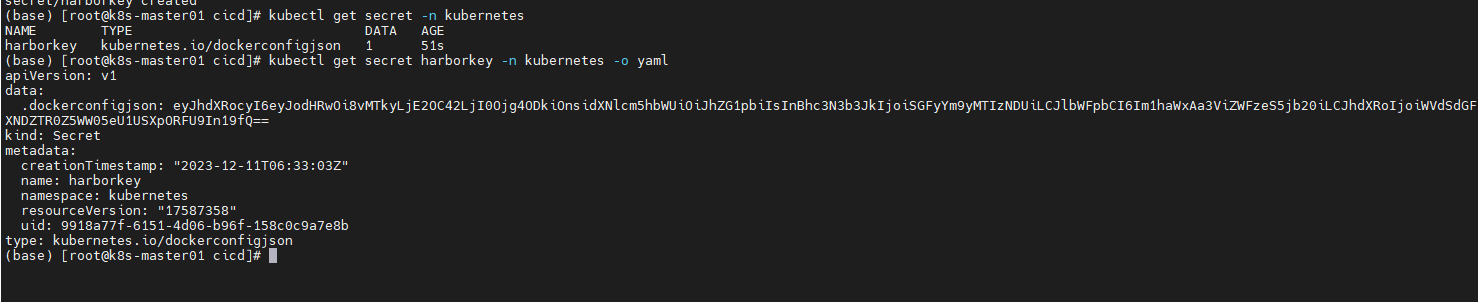 secret/harborkey created
(base) [root@k8s-master01 cicd]# kubectl get secret -n kubernetes
NAME        TYPE                             DATA   AGE
harborkey   kubernetes.io/dockerconfigjson   1      51s
(base) [root@k8s-master01 cicd]# kubectl get secret harborkey -n kubernetes -o yaml
apiVersion: v1
data:
  .dockerconfigjson:
kind: Secret
metadata:
  creationTimestamp: "2023-12-11T06:33:03Z"
  name: harborkey
  namespace: kubernetes
  resourceVersion: "17587358"
  uid: 9918a77f-6151-4d06-b96f-158c0c9a7e8b
type: kubernetes.io/dockerconfigjson
(base) [root@k8s-master01 cicd]#